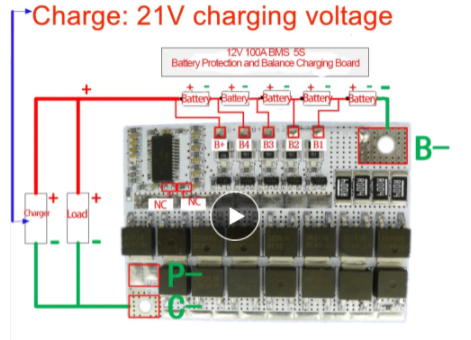 Charge: 21V charging voltage
12V 100A BMS 5S
Battery Protection and Balance Charging Board
+
+ - + - + - + - + -
Battery Battery Battery Battery Battery
B+ B4 B3 B2 B1
B-
NC NC
+ +
Charger Load
- -
P-
C-